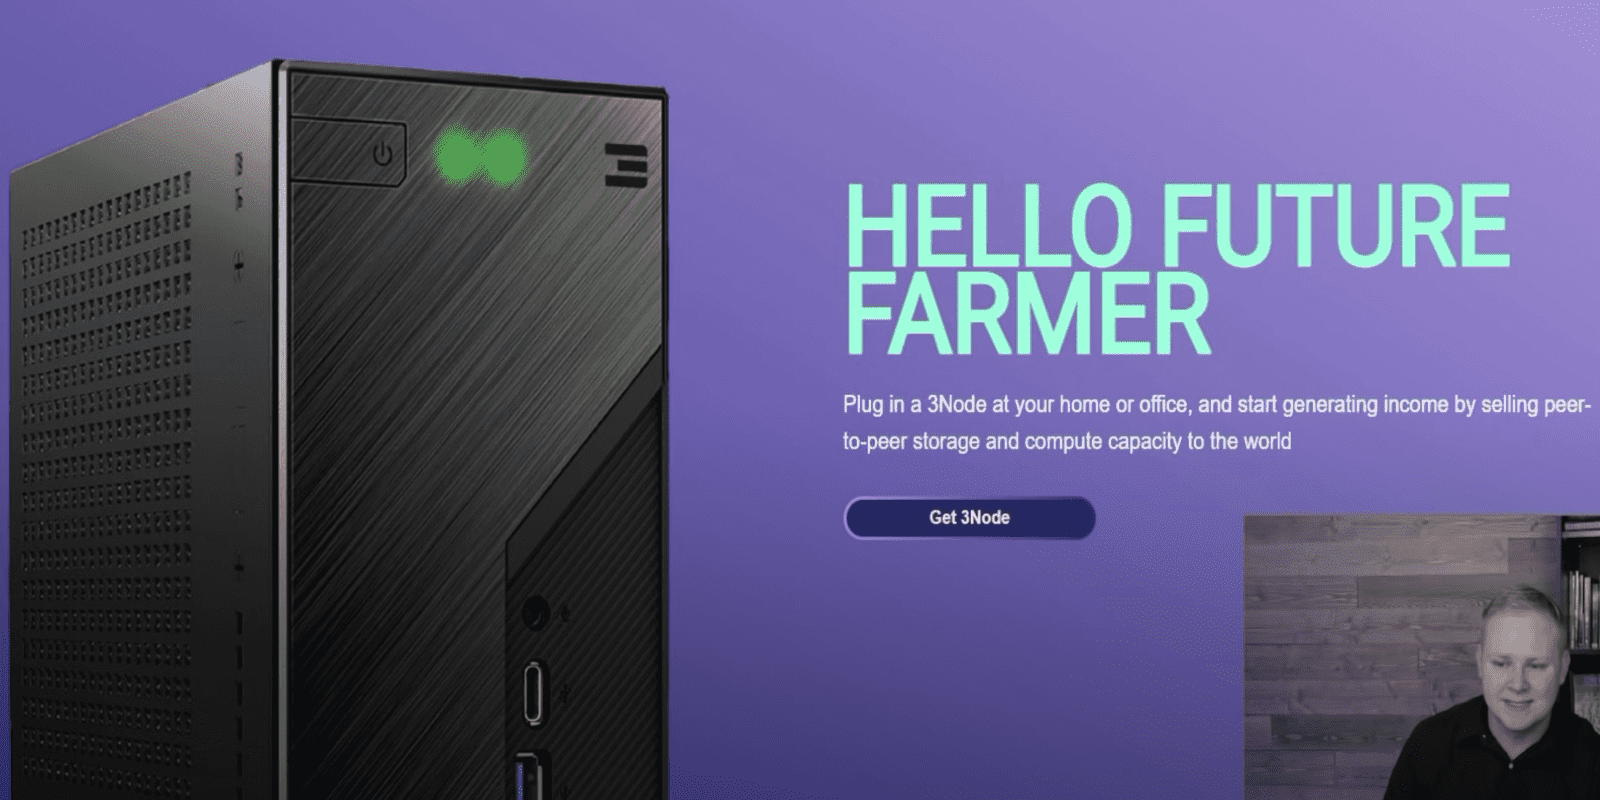 HELLO FUTURE
FARMER
Plug in a 3Node at your home or office, and start generating income by selling peer-
to-peer storage and compute capacity to the world
Get 3Node